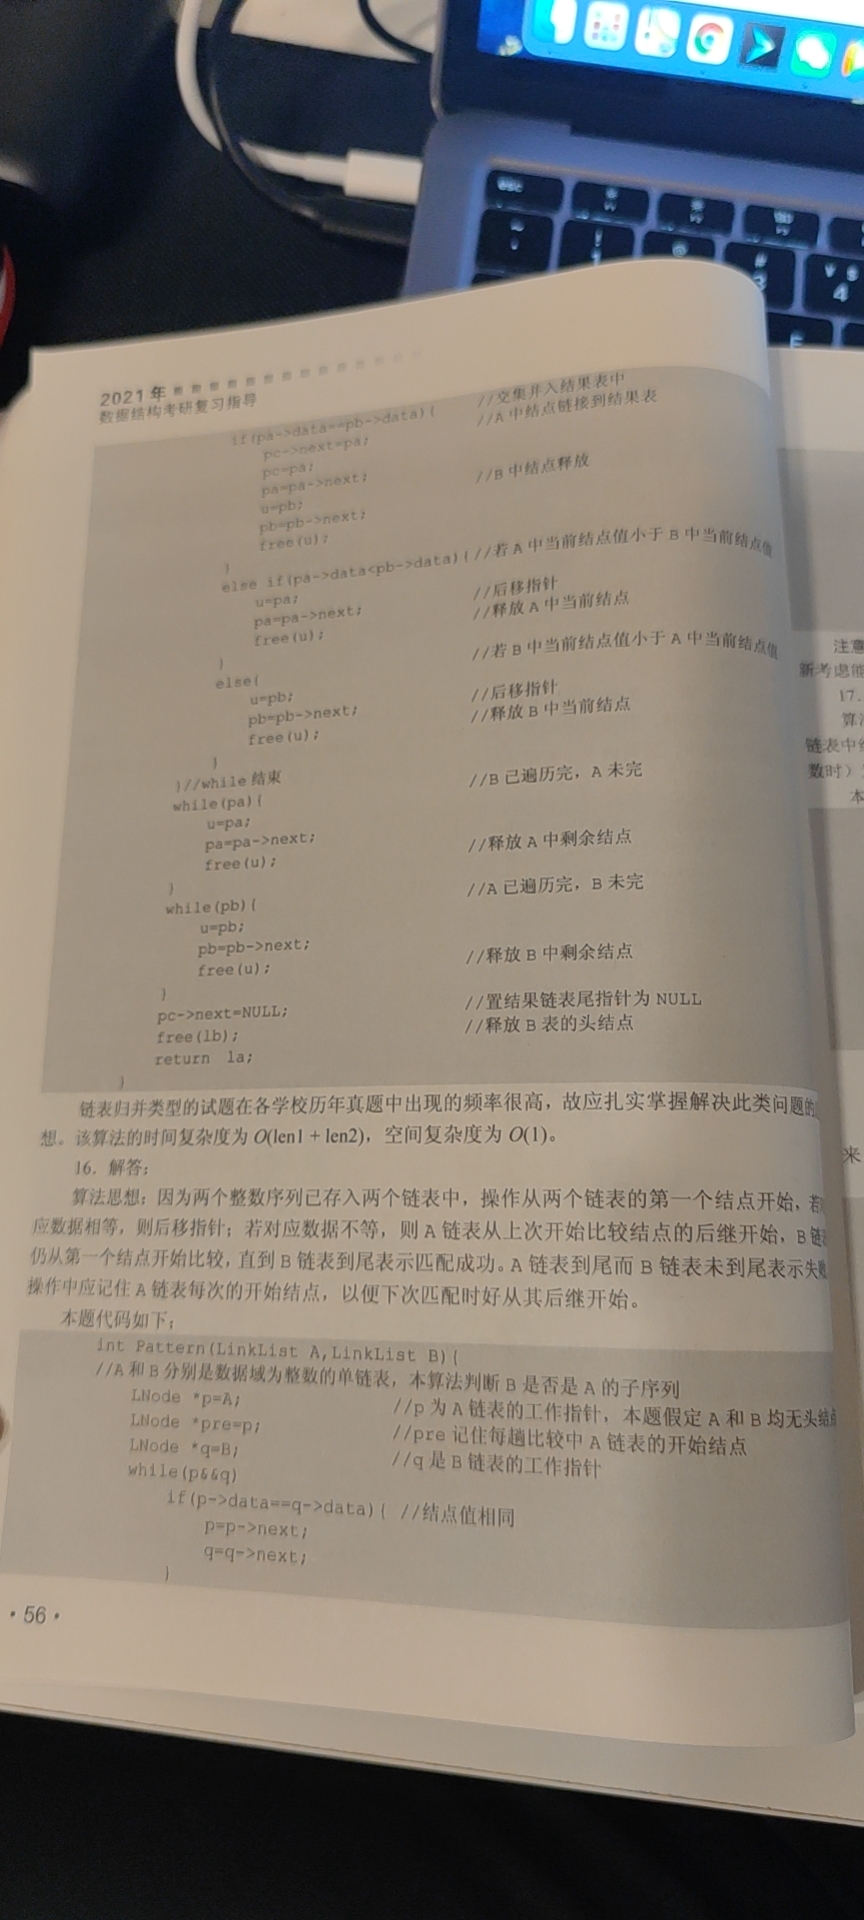 2021年
数据结构考研复习指导
if(pa->data==pb->data){ //交集并入结果表中
pc->next=pa; //A 中结点链接到结果表
pc=pa;
pa=pa->next;
u=pb; //B 中结点释放
pb=pb->next;
free(u);
}
else if(pa->data<pb->data){//若 A 中当前结点值小于 B 中当前结点值
u=pa;
pa=pa->next; //后移指针
free(u); //释放 A 中当前结点
}
else{ //若 B 中当前结点值小于 A 中当前结点值
u=pb;
pb=pb->next; //后移指针
free(u); //释放 B 中当前结点
}
}//while 结束
while(pa){ //B 已遍历完，A 未完
u=pa;
pa=pa->next;
free(u); //释放 A 中剩余结点
}
while(pb){ //A 已遍历完，B 未完
u=pb;
pb=pb->next;
free(u); //释放 B 中剩余结点
}
pc->next=NULL; //置结果链表尾指针为 NULL
free(lb); //释放 B 表的头结点
return la;
}
链表归并类型的试题在各学校历年真题中出现的频率很高，故应扎实掌握解决此类问题的
想。该算法的时间复杂度为 O(len1 + len2)，空间复杂度为 O(1)。
16．解答：
算法思想：因为两个整数序列已存入两个链表中，操作从两个链表的第一个结点开始，若
应数据相等，则后移指针；若对应数据不等，则 A 链表从上次开始比较结点的后继开始，B 链
仍从第一个结点开始比较，直到 B 链表到尾表示匹配成功。A 链表到尾而 B 链表未到尾表示失败
操作中应记住 A 链表每次的开始结点，以便下次匹配时好从其后继开始。
本题代码如下：
int Pattern(LinkList A,LinkList B){
//A 和 B 分别是数据域为整数的单链表，本算法判断 B 是否是 A 的子序列
LNode *p=A; //p 为 A 链表的工作指针，本题假定 A 和 B 均无头结点
LNode *pre=p; //pre 记住每趟比较中 A 链表的开始结点
LNode *q=B; //q 是 B 链表的工作指针
while(p&&q)
if(p->data==q->data){ //结点值相同
p=p->next;
q=q->next;
}
·56·
注意
新考虑能
17.
算法
链表中结
数时）
本
来
esc
4